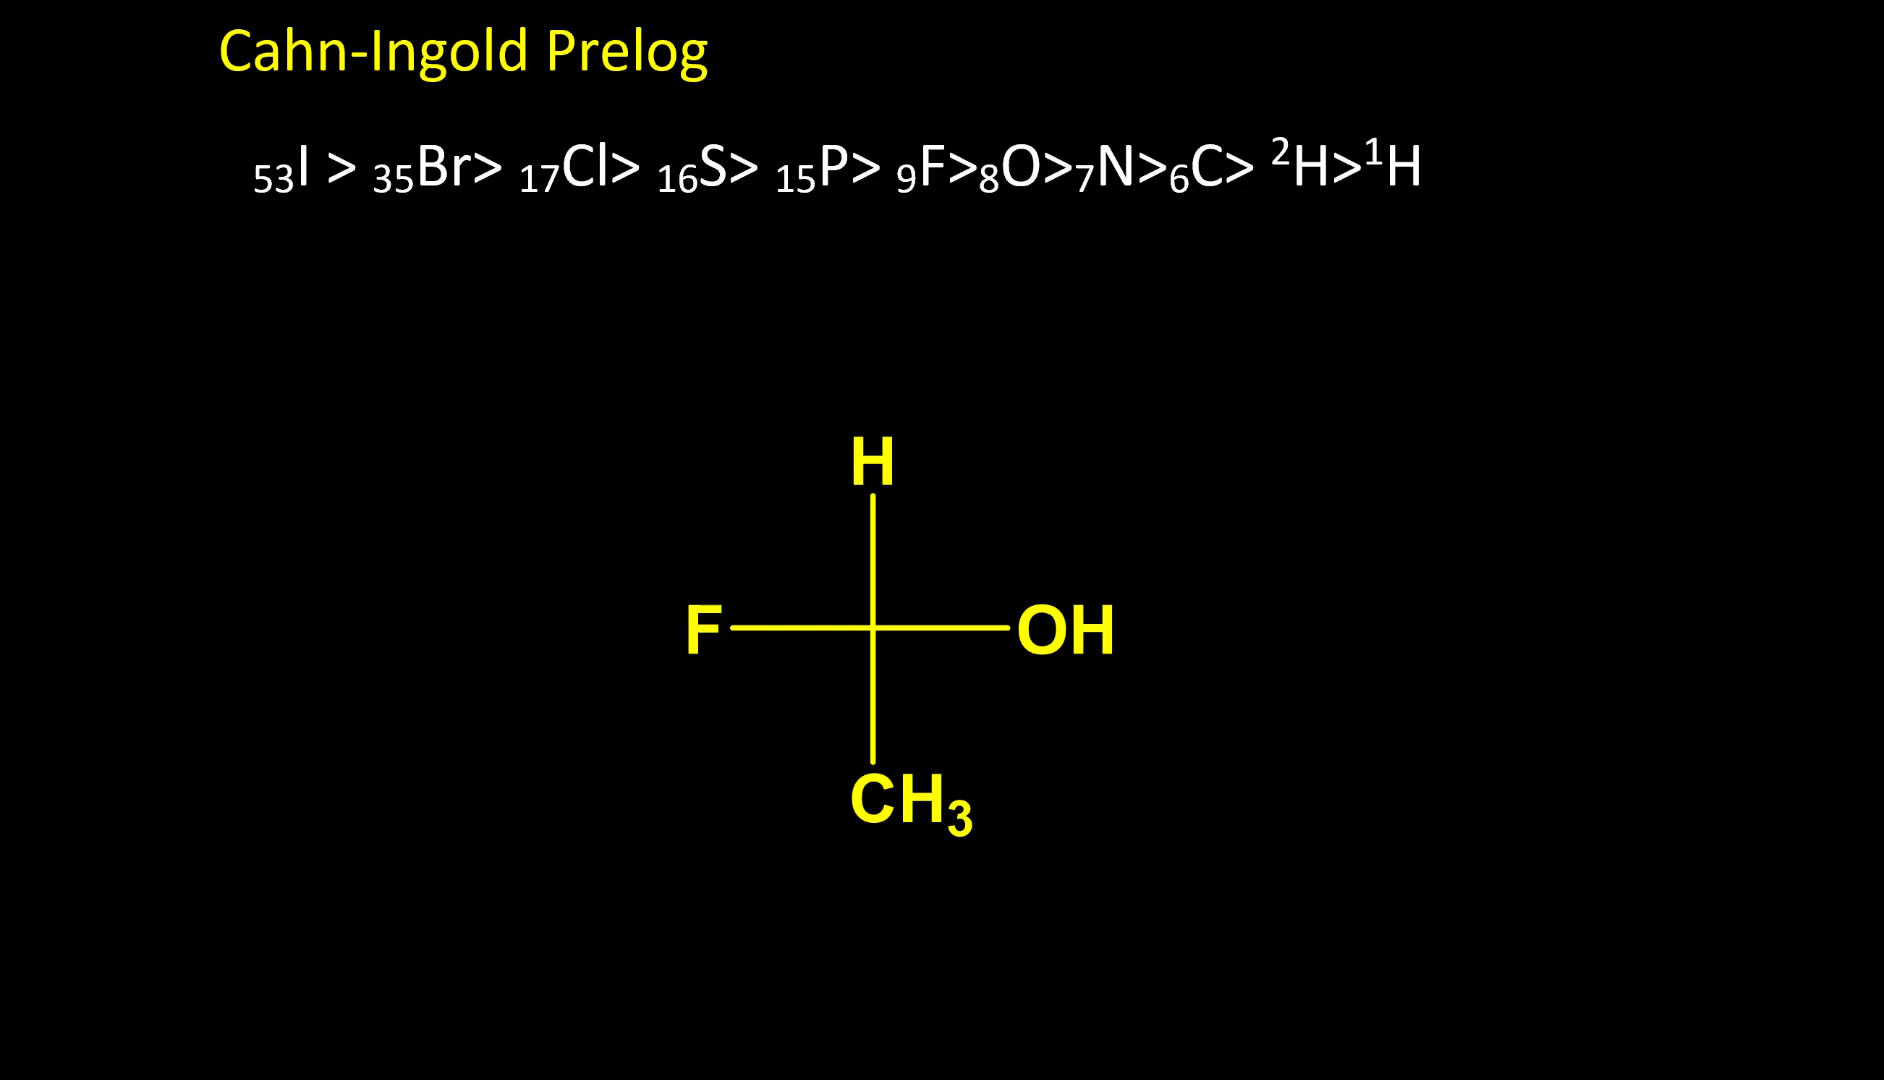 Cahn-Ingold Prelog
₅₃I > ₃₅Br> ₁₇Cl> ₁₆S> ₁₅P> ₉F>₈O>₇N>₆C> ²H>¹H
H
F OH
CH₃